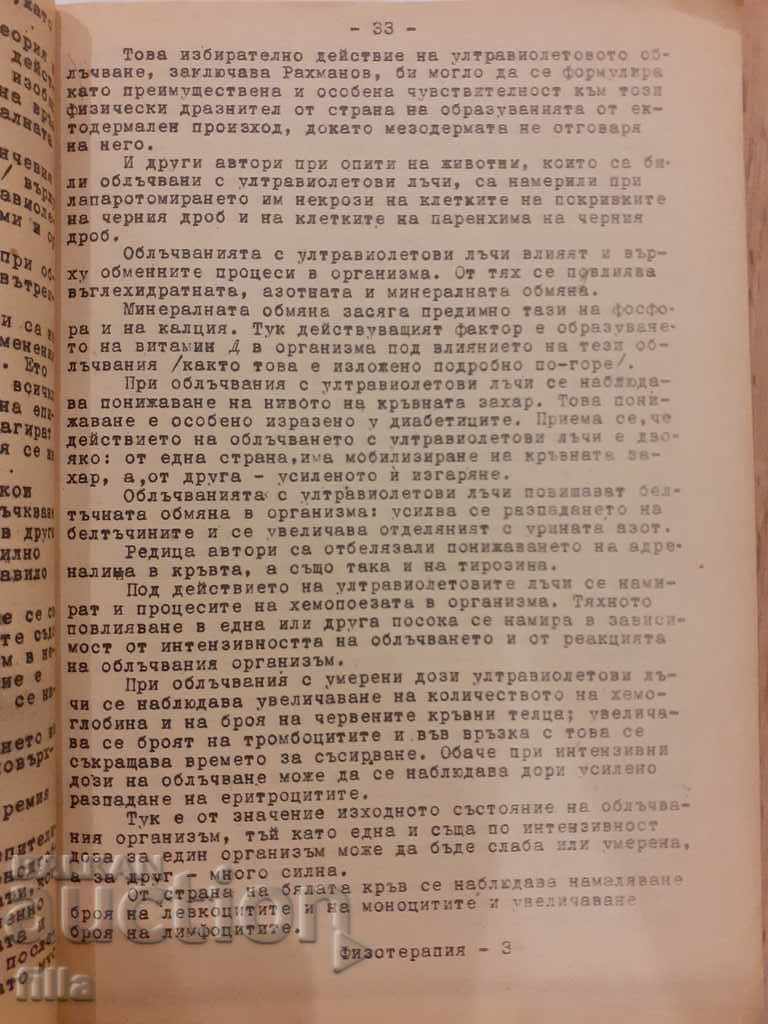 - 33 -
Това избирателно действие на ултравиолетовото об-
лъчване, заключава Рахманов, би могло да се формулира
като преимуществена и особена чувствителност към този
физически дразнител от страна на образуванията от ек-
тодермален произход, докато мезодермата не отговаря
на него.
И други автори при опити на животни, които са би-
ли облъчвани с ултравиолетови лъчи, са намерили при
лапаротомирането им некрози на клетките на покривките
на черния дроб и на клетките на паренхима на черния
дроб.
Облъчванията с ултравиолетови лъчи влияят и вър-
ху обменните процеси в организма. От тях се повлиява
въглехидратната, азотната и минералната обмяна.
Минералната обмяна засяга предимно тази на фосфо-
ра и на калция. Тук действуващият фактор е образуване-
то на витамин Д в организма под влиянието на тези об-
лъчвания /както това е изложено подробно по-горе/.
При облъчвания с ултравиолетови лъчи се наблюда-
ва понижаване на нивото на кръвната захар. Това пони-
жаване е особено изразено у диабетиците. Приема се, че
действието на облъчването с ултравиолетови лъчи е дво-
яко: от една страна,има мобилизиране на кръвната за-
хар, а,от друга - усиленото ѝ изгаряне.
Облъчванията с ултравиолетови лъчи повишават бел-
тъчната обмяна в организма: усилва се разпадането на
белтъчините и се увеличава отделяният с урината азот.
Редица автори са отбелязали понижаването на адре-
налина в кръвта, а също така и на тирозина.
Под действието на ултравиолетовите лъчи се нами-
рат и процесите на хемопоезата в организма. Тяхното
повлияване в една или друга посока се намира в зависи-
мост от интензивността на облъчването и от реакцията
на облъчвания организъм.
При облъчвания с умерени дози ултравиолетови лъ-
чи се наблюдава увеличаване на количеството на хемо-
глобина и на броя на червените кръвни телца; увелича-
ва се броят на тромбоцитите и във връзка с това се
съкращава времето за съсирване. Обаче при интензивни
дози на облъчване може да се наблюдава дори усилено
разпадане на еритроцитите.
Тук е от значение изходното състояние на облъчва-
ния организъм, тъй като една и съща по интензивност
доза за един организъм може да бъде слаба или умерена,
а за друг - много силна.
От страна на бялата кръв се наблюдава намаляване
броя на левкоцитите и на моноцитите и увеличаване
броя на лимфоцитите.
Физотерапия - 3
auction
filla